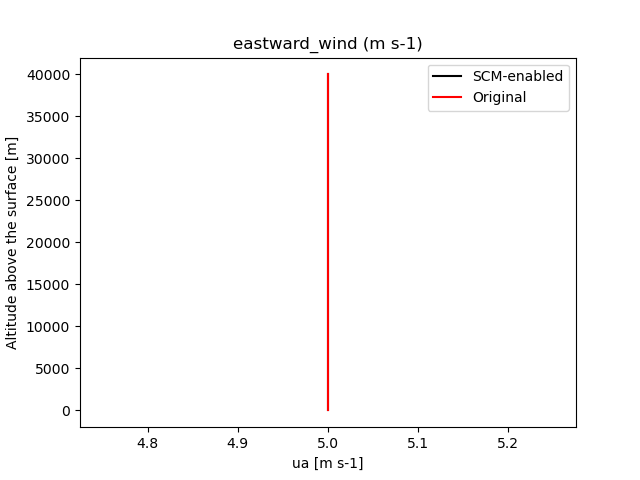 eastward_wind (m s-1)
SCM-enabled
Original
Altitude above the surface [m]
40000
35000
30000
25000
20000
15000
10000
5000
0
4.8 4.9 5.0 5.1 5.2
ua [m s-1]